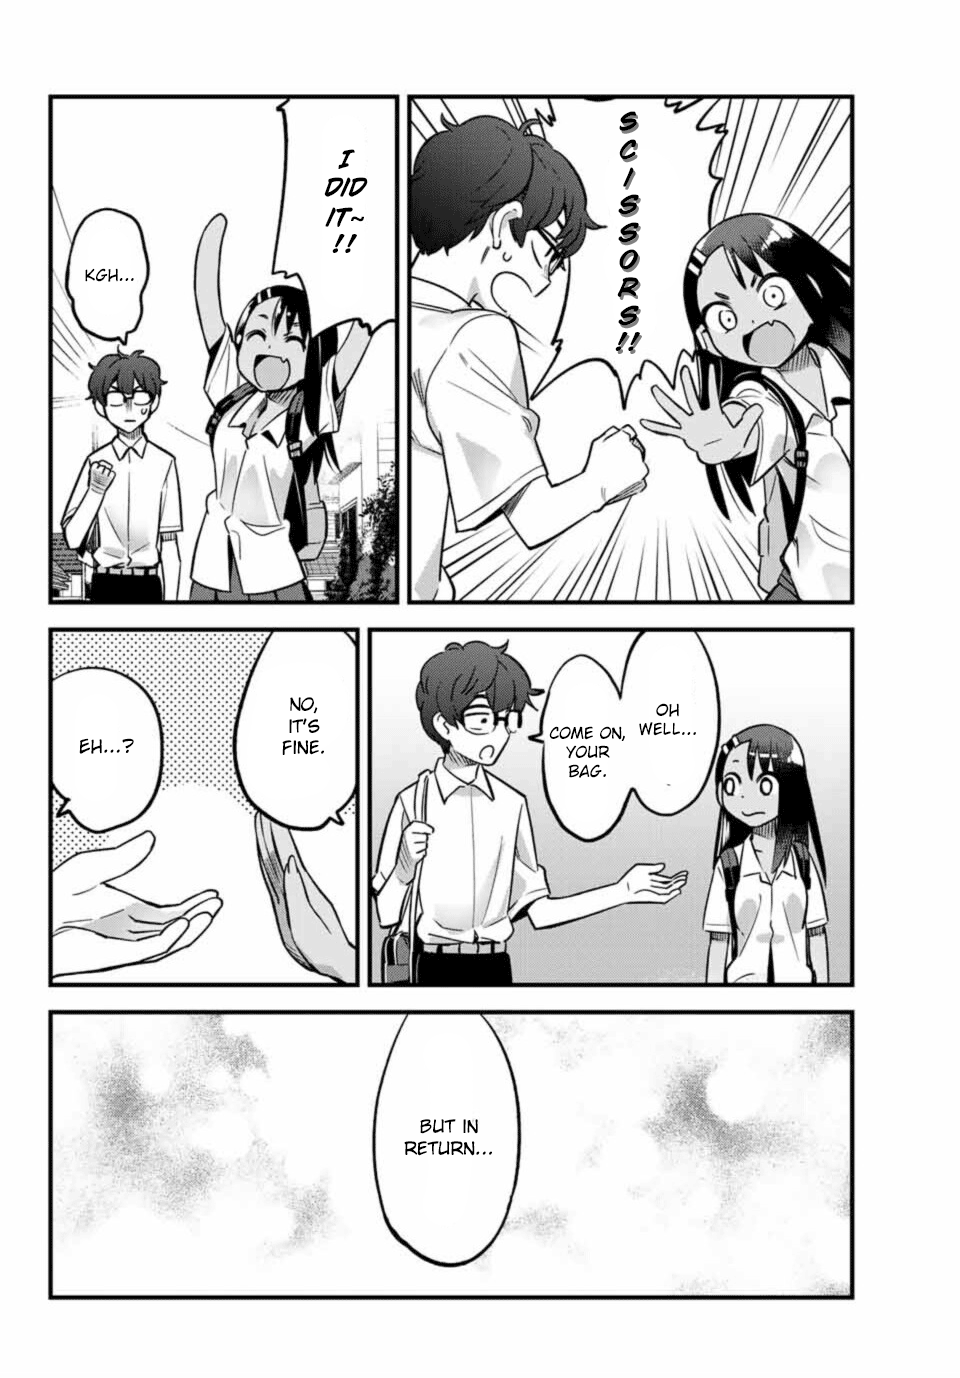 SCISSORS!!
I
DID
IT~
!!
KGH...
OH
WELL...
COME ON,
YOUR
BAG.
NO,
IT'S
FINE.
EH...?
BUT IN
RETURN...